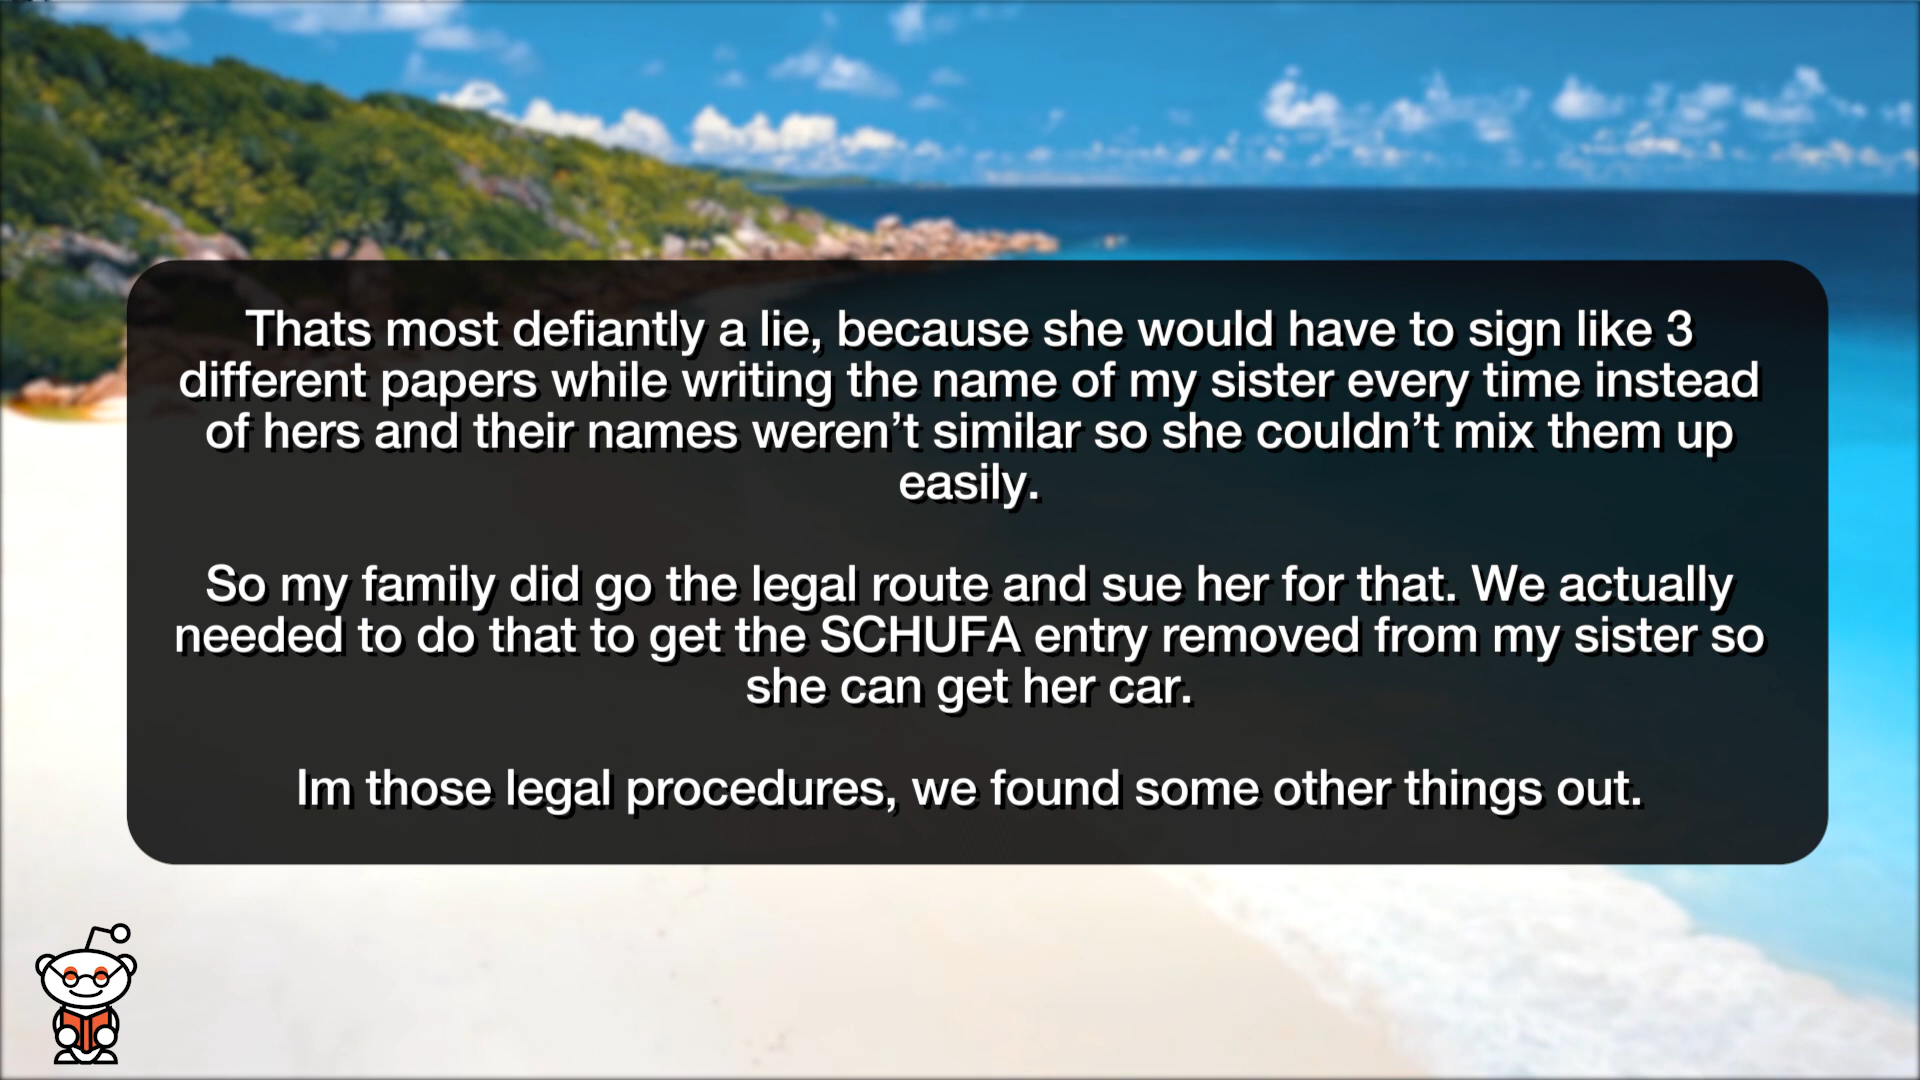 Thats most defiantly a lie, because she would have to sign like 3
different papers while writing the name of my sister every time instead
of hers and their names weren’t similar so she couldn’t mix them up
easily.
So my family did go the legal route and sue her for that. We actually
needed to do that to get the SCHUFA entry removed from my sister so
she can get her car.
Im those legal procedures, we found some other things out.